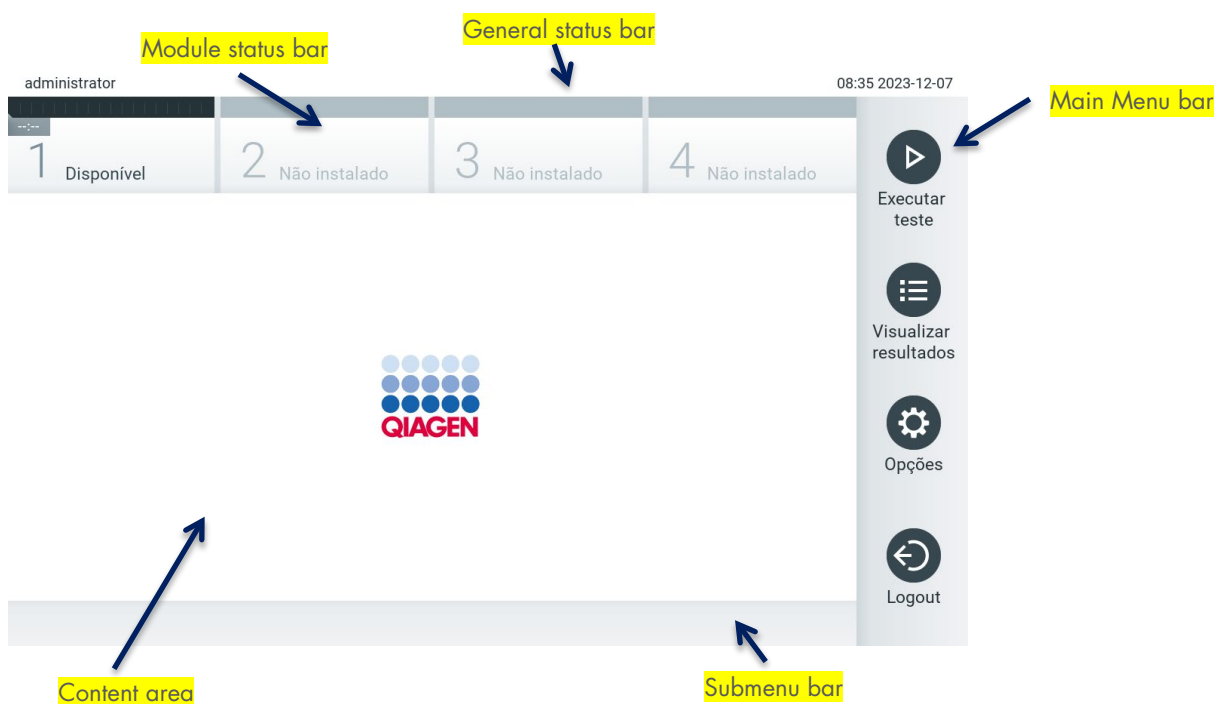 General status bar
Module status bar
administrator
08:35 2023-12-07
Main Menu bar
--:--
1 Disponível
2 Não instalado
3 Não instalado
4 Não instalado
Executar
teste
Visualizar
resultados
QIAGEN
Opções
Logout
Content area
Submenu bar